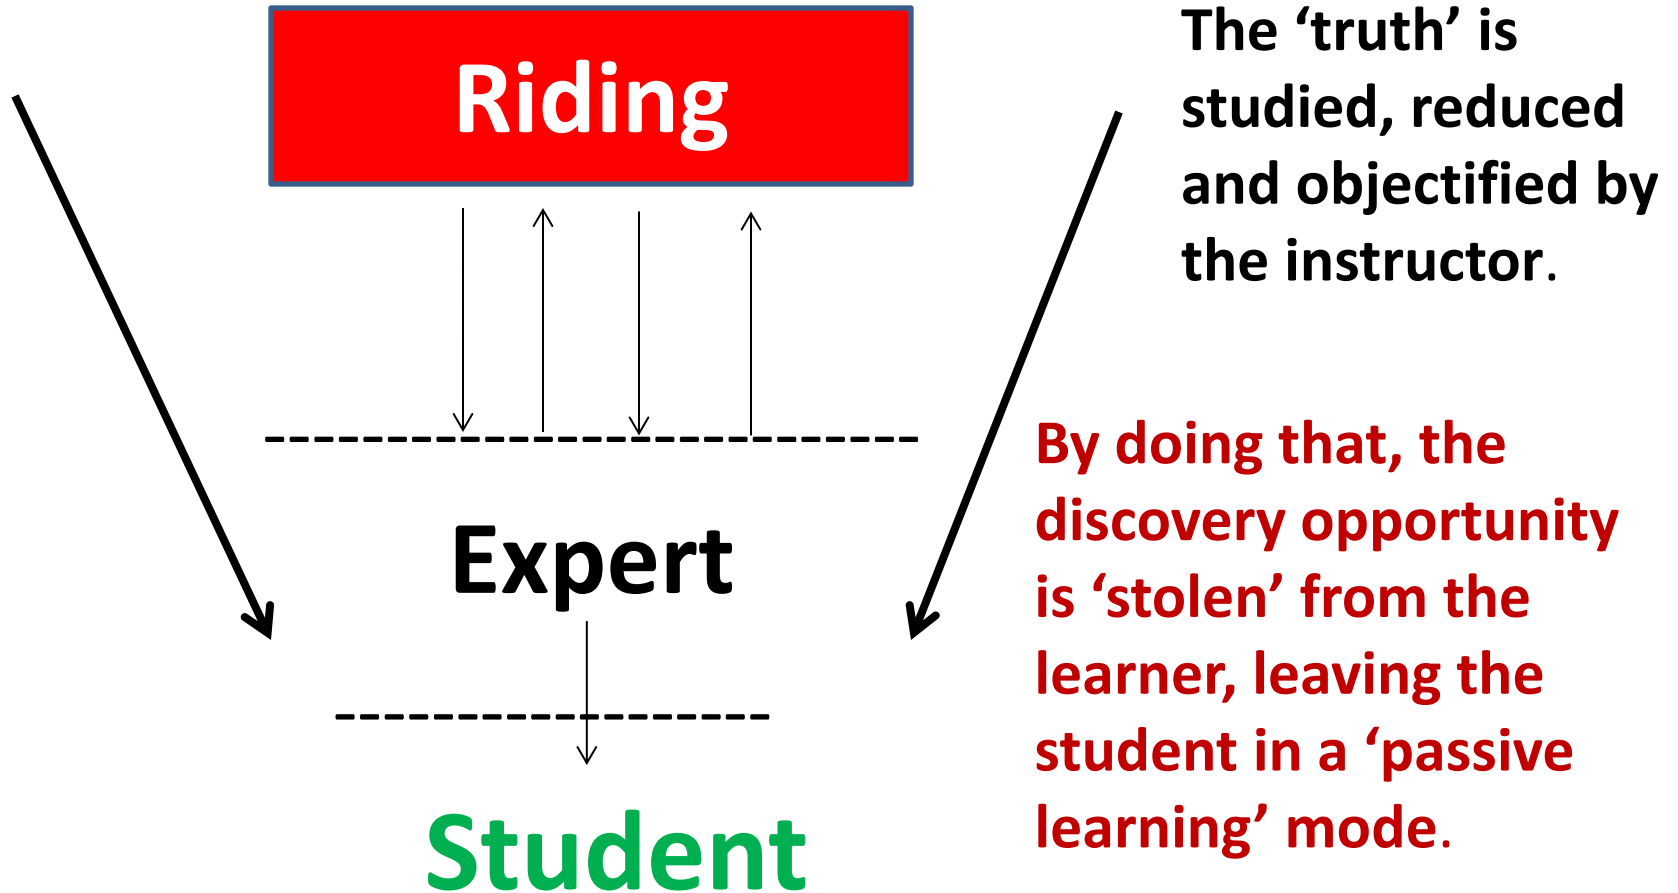 Riding
The ‘truth’ is
studied, reduced
and objectified by
the instructor.
Expert
By doing that, the
discovery opportunity
is ‘stolen’ from the
learner, leaving the
student in a ‘passive
learning’ mode.
Student